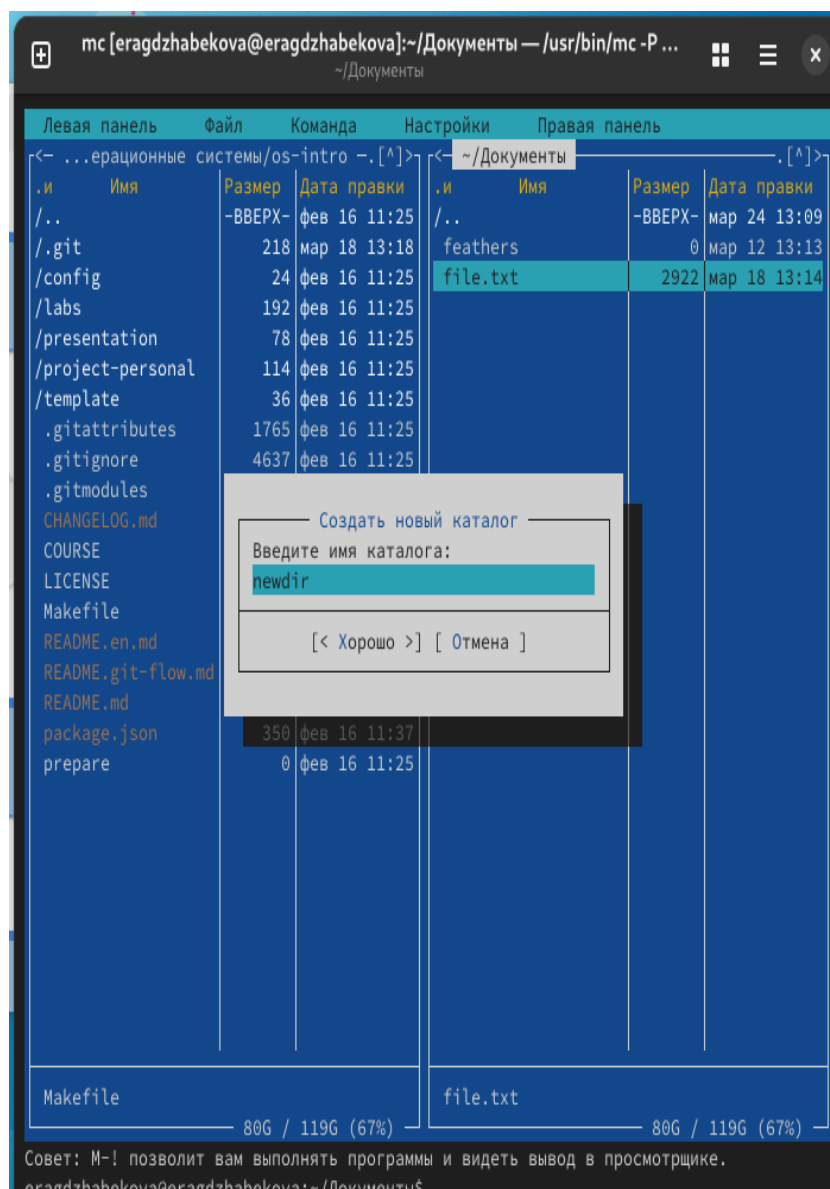 mc [eragdzhabekova@eragdzhabekova]:~/Документы — /usr/bin/mc -P ...
~/Документы
Левая панель Файл Команда Настройки Правая панель
<— ...ерационные системы/os-intro —.[^]> <— ~/Документы .[^]>
.и Имя Размер Дата правки .и Имя Размер Дата правки
/.. -ВВЕРХ- фев 16 11:25 /.. -ВВЕРХ- мар 24 13:09
/.git 218 мар 18 13:18 feathers 0 мар 12 13:13
/config 24 фев 16 11:25 file.txt 2922 мар 18 13:14
/labs 192 фев 16 11:25
/presentation 78 фев 16 11:25
/project-personal 114 фев 16 11:25
/template 36 фев 16 11:25
.gitattributes 1765 фев 16 11:25
.gitignore 4637 фев 16 11:25
.gitmodules
CHANGELOG.md Создать новый каталог
COURSE Введите имя каталога:
LICENSE newdir
Makefile
README.en.md [< Хорошо >] [ Отмена ]
README.git-flow.md
README.md
package.json 350 фев 16 11:37
prepare 0 фев 16 11:25
Makefile file.txt
80G / 119G (67%) 80G / 119G (67%)
Совет: M-! позволит вам выполнять программы и видеть вывод в просмотрщике.
eragdzhabekova@eragdzhabekova:~/Документы$